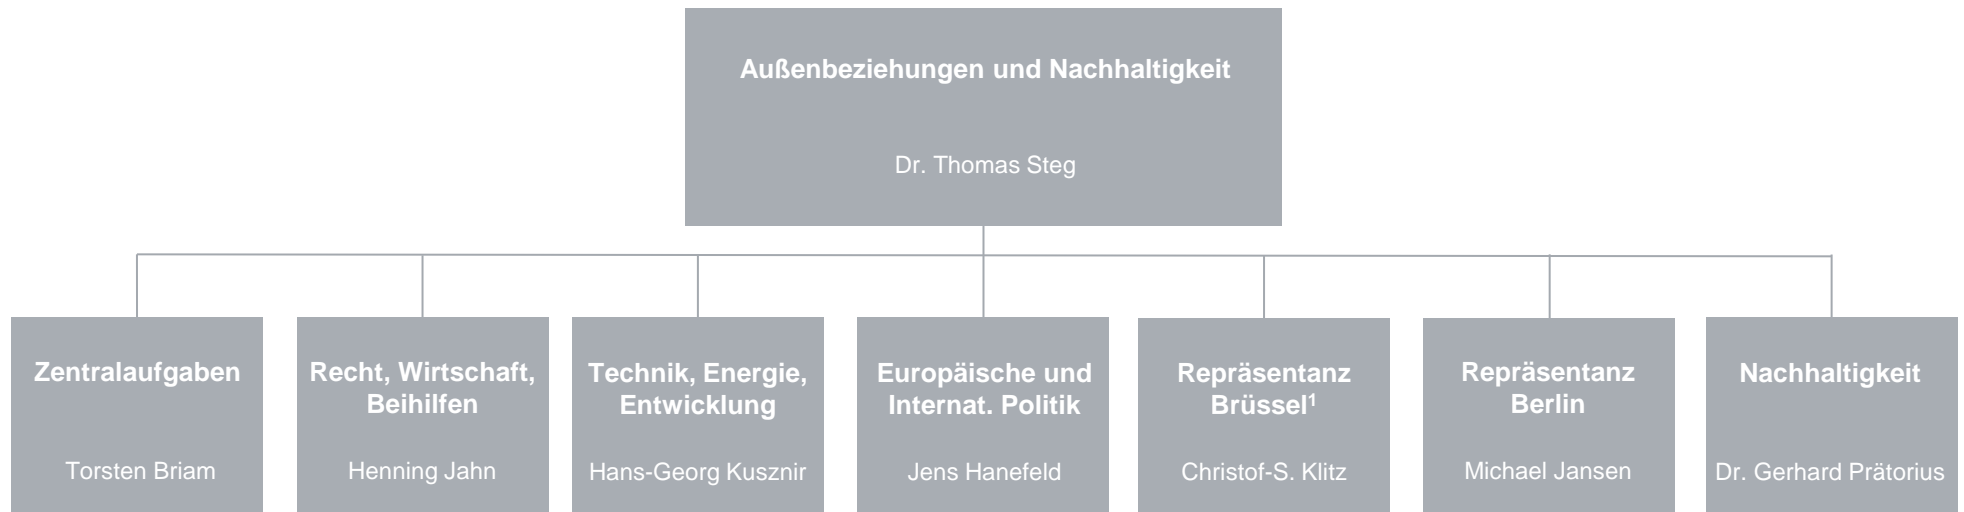 Außenbeziehungen und Nachhaltigkeit
Dr. Thomas Steg
Zentralaufgaben
Torsten Briam
Recht, Wirtschaft,
Beihilfen
Henning Jahn
Technik, Energie,
Entwicklung
Hans-Georg Kusznir
Europäische und
Internat. Politik
Jens Hanefeld
Repräsentanz
Brüssel¹
Christof-S. Klitz
Repräsentanz
Berlin
Michael Jansen
Nachhaltigkeit
Dr. Gerhard Prätorius